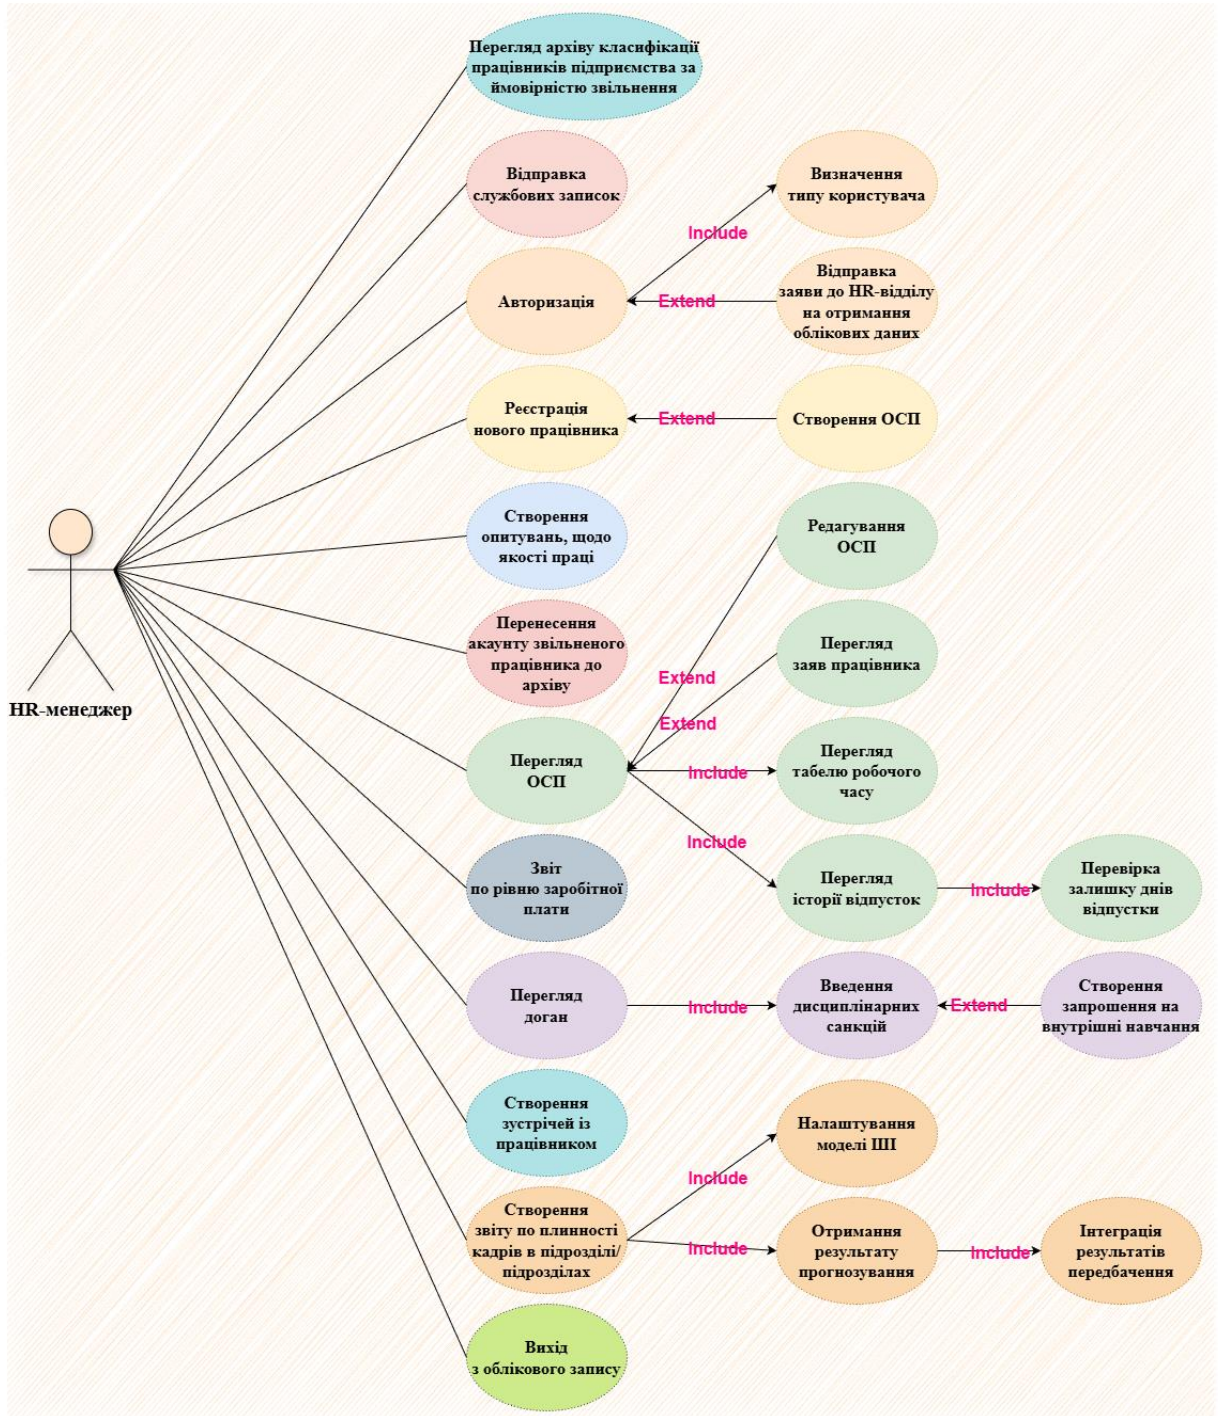 Перегляд архіву класифікації
працівників підприємства за
ймовірністю звільнення
Відправка
службових записок
Визначення
типу користувача
Include
Авторизація
Extend
Відправка
заяви до HR-відділу
на отримання
облікових даних
Реєстрація
нового працівника
Extend
Створення ОСП
Створення
опитувань, щодо
якості праці
Редагування
ОСП
HR-менеджер
Перенесення
акаунту звільненого
працівника до
архіву
Extend
Перегляд
заяв працівника
Extend
Перегляд
ОСП
Include
Перегляд
табелю робочого
часу
Include
Звіт
по рівню заробітної
плати
Перегляд
історії відпусток
Include
Перевірка
залишку днів
відпустки
Перегляд
доган
Include
Введення
дисциплінарних
санкцій
Extend
Створення
запрошення на
внутрішні навчання
Створення
зустрічей із
працівником
Налаштування
моделі ШІ
Include
Створення
звіту по плинності
кадрів в підрозділі/
підрозділах
Include
Отримання
результату
прогнозування
Include
Інтеграція
результатів
передбачення
Вихід
з облікового запису